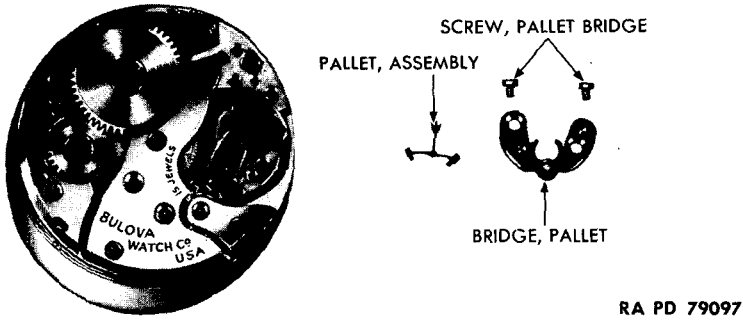 SCREW, PALLET BRIDGE
PALLET, ASSEMBLY
15 JEWELS
BULOVA
WATCH Co
USA
BRIDGE, PALLET
RA PD 79097